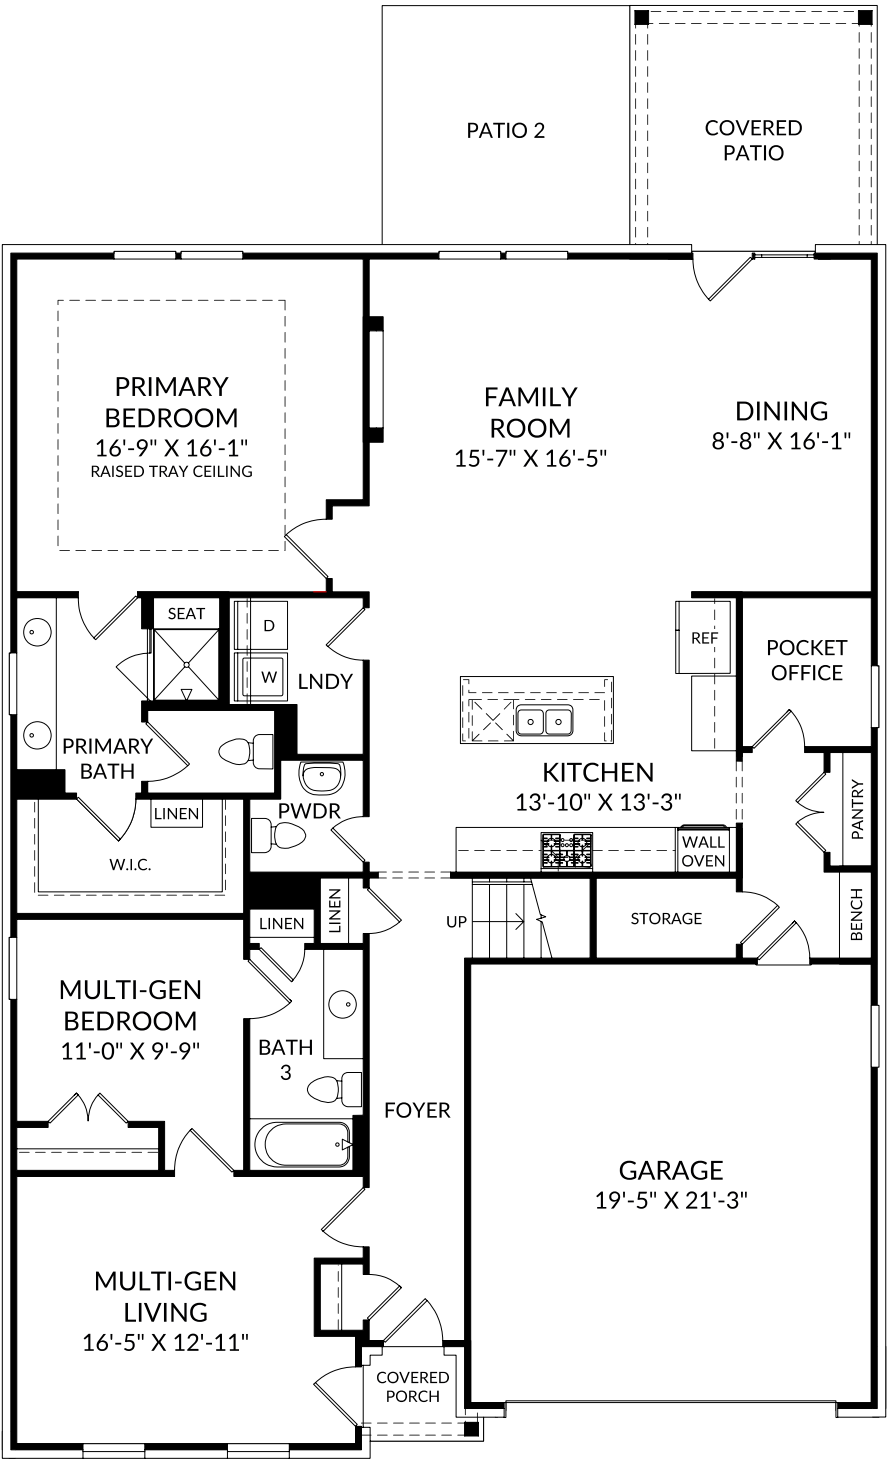 PATIO 2
COVERED
PATIO
PRIMARY
BEDROOM
16'-9" X 16'-1"
RAISED TRAY CEILING
FAMILY
ROOM
15'-7" X 16'-5"
DINING
8'-8" X 16'-1"
SEAT
D
W
LNDY
REF
POCKET
OFFICE
PRIMARY
BATH
KITCHEN
13'-10" X 13'-3"
PANTRY
LINEN
W.I.C.
PWDR
WALL
OVEN
LINEN
LINEN
UP
STORAGE
BENCH
MULTI-GEN
BEDROOM
11'-0" X 9'-9"
BATH
3
FOYER
GARAGE
19'-5" X 21'-3"
MULTI-GEN
LIVING
16'-5" X 12'-11"
COVERED
PORCH